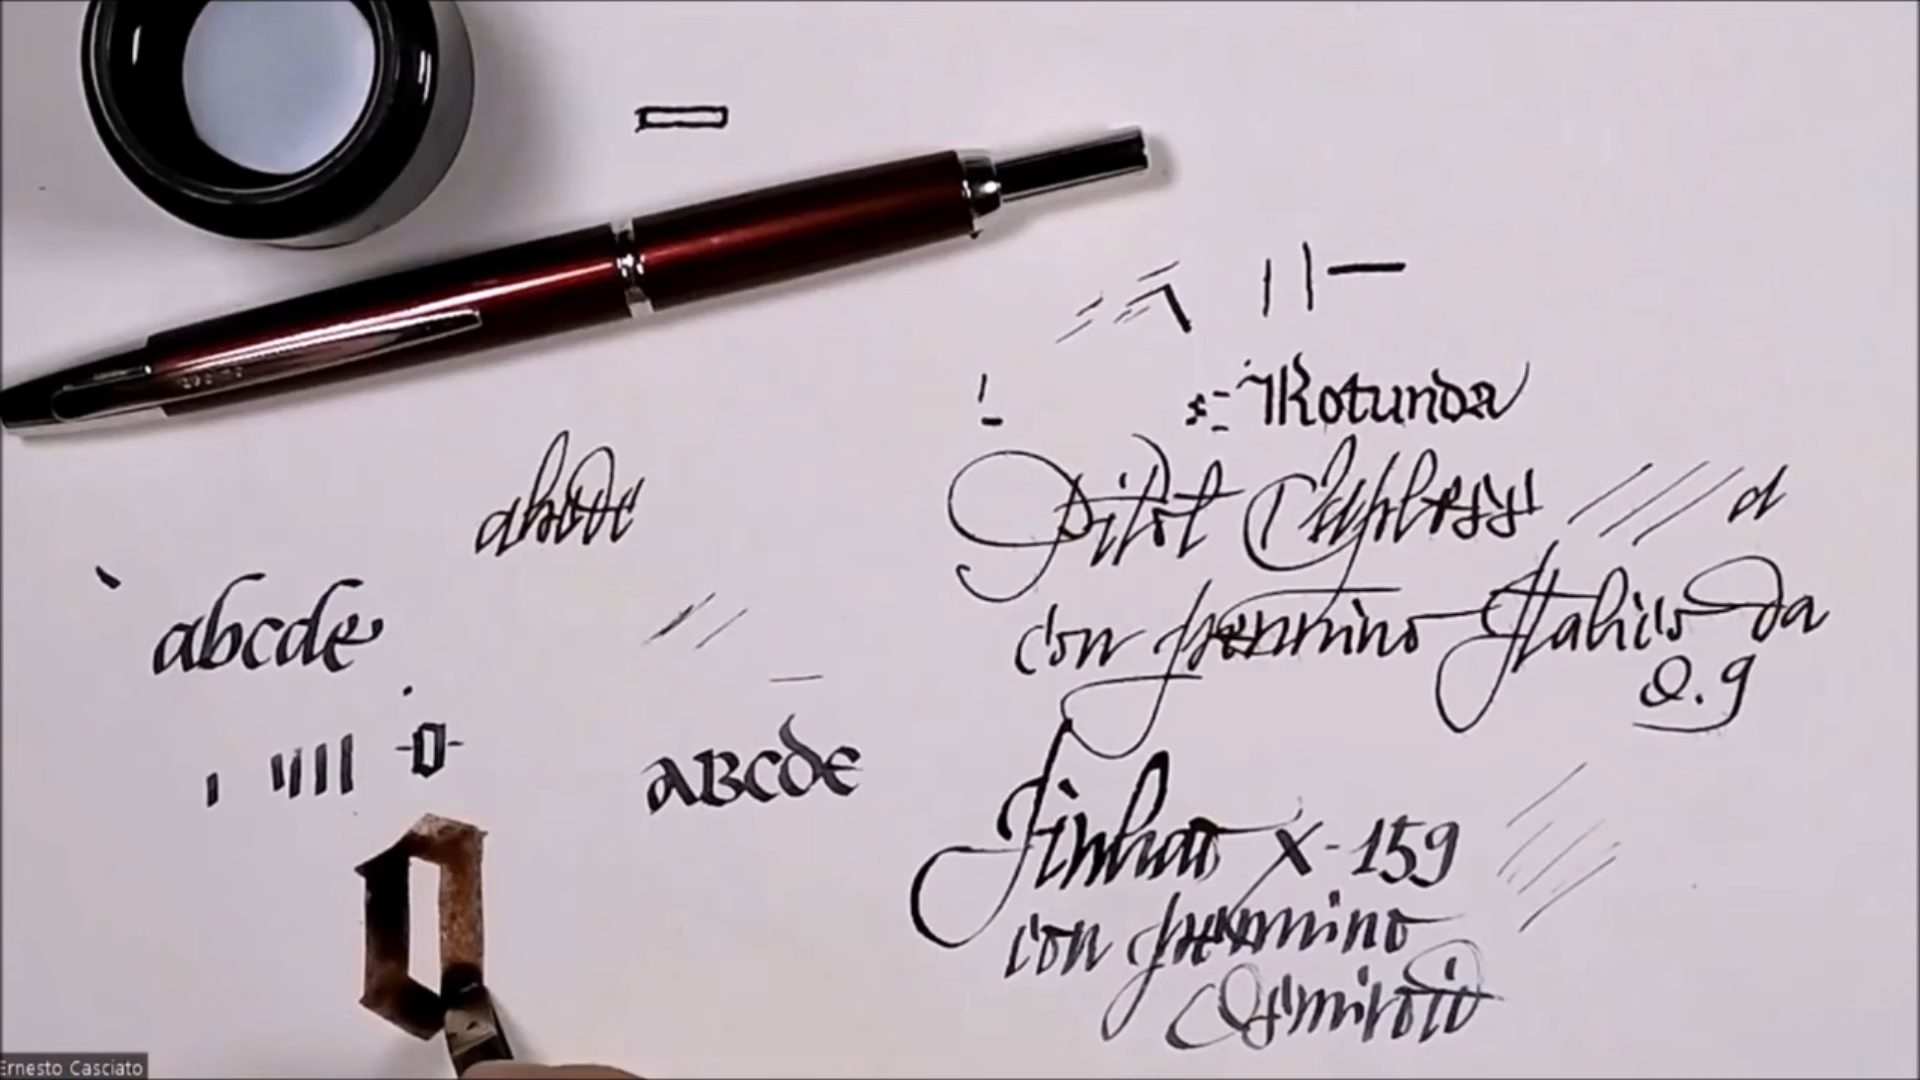 Rotunda
abcde
Pilot Capless a
abcde
con pennino Italico da
0.9
abcde
Jinhao X-159
con pennino
Ernesto Casciato